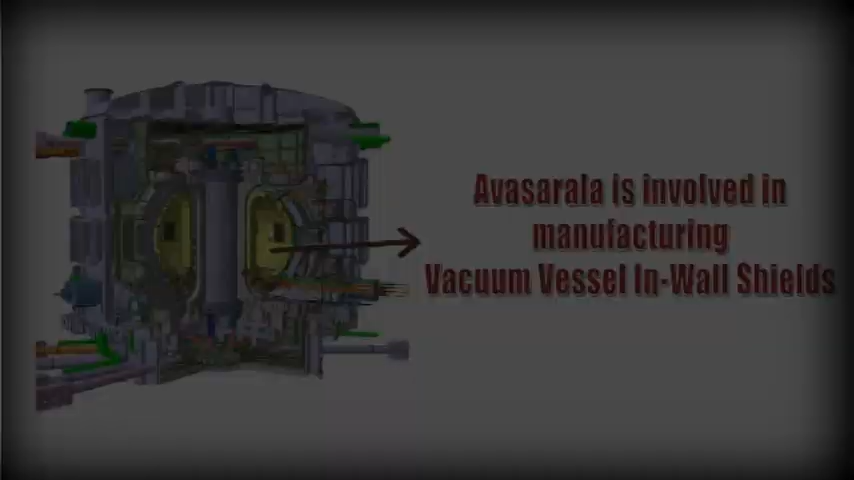 Avasarala is involved in
manufacturing
Vacuum Vessel In-Wall Shields